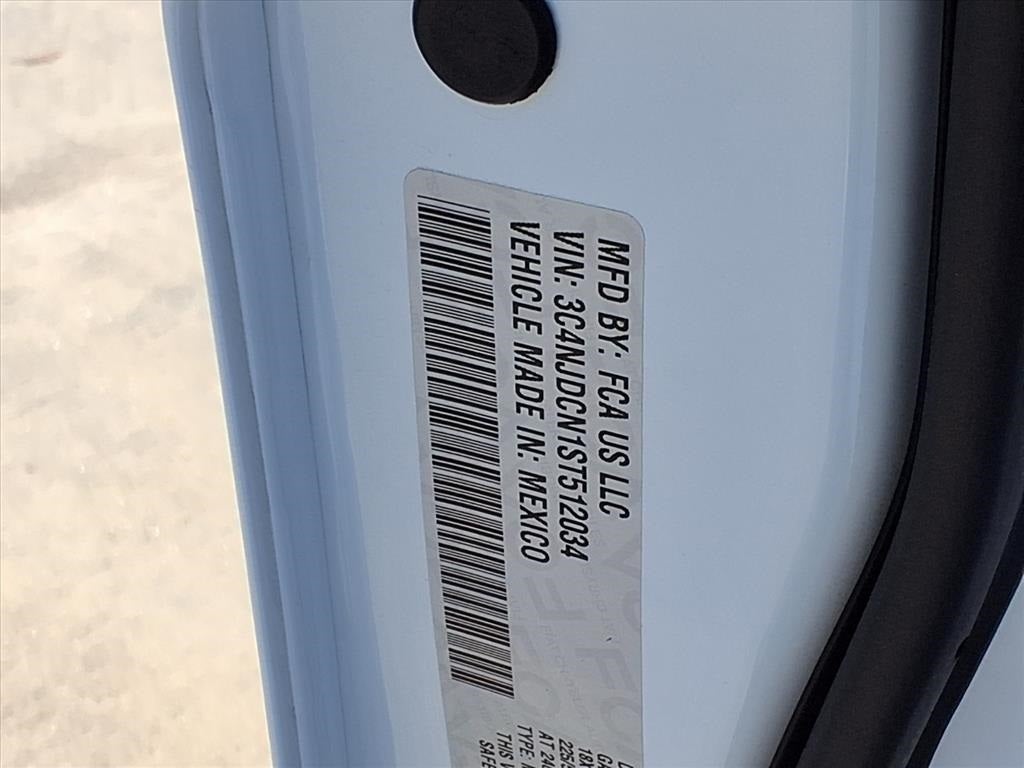 MFD BY: FCA US LLC
VIN: 3C4NJDCN1ST512034
VEHICLE MADE IN: MEXICO